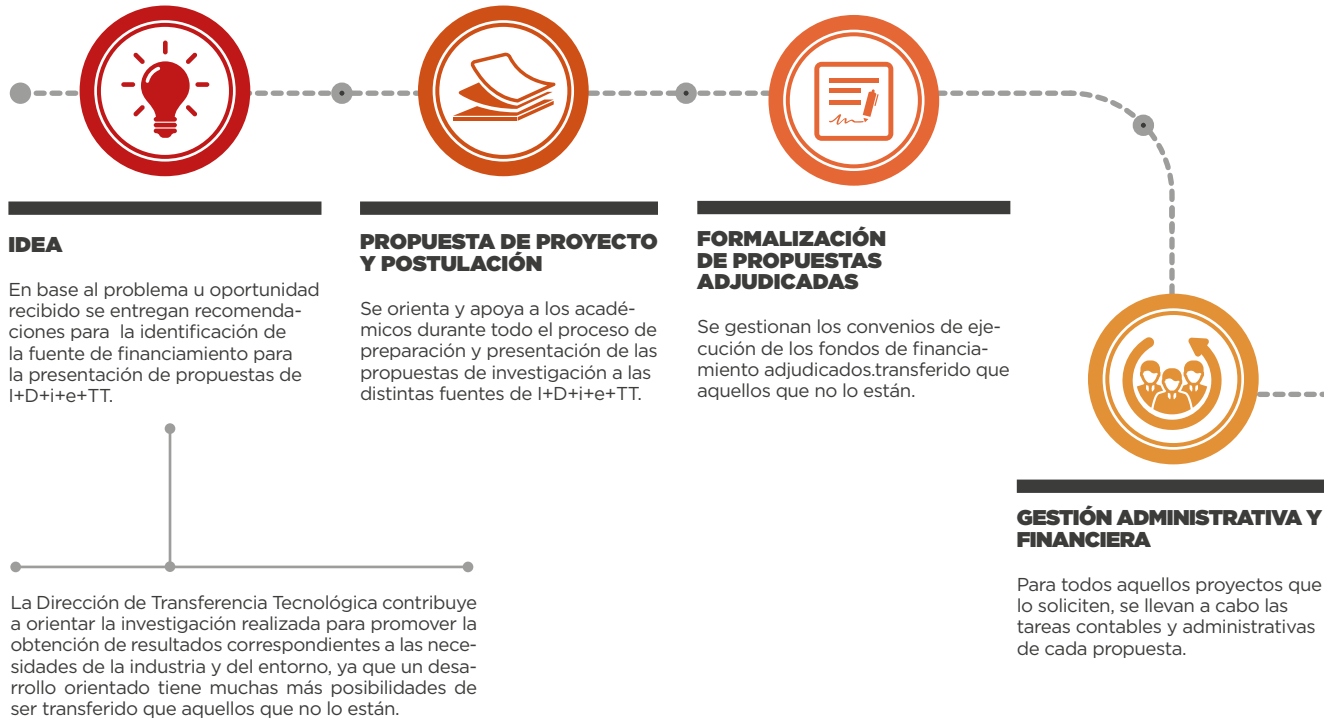 IDEA
En base al problema u oportunidad
recibido se entregan recomenda-
ciones para la identificación de
la fuente de financiamiento para
la presentación de propuestas de
I+D+i+e+TT.
La Dirección de Transferencia Tecnológica contribuye
a orientar la investigación realizada para promover la
obtención de resultados correspondientes a las nece-
sidades de la industria y del entorno, ya que un desa-
rrollo orientado tiene muchas más posibilidades de
ser transferido que aquellos que no lo están.
PROPUESTA DE PROYECTO
Y POSTULACIÓN
Se orienta y apoya a los acadé-
micos durante todo el proceso de
preparación y presentación de las
propuestas de investigación a las
distintas fuentes de I+D+i+e+TT.
FORMALIZACIÓN
DE PROPUESTAS
ADJUDICADAS
Se gestionan los convenios de eje-
cución de los fondos de financia-
miento adjudicados.transferido que
aquellos que no lo están.
GESTIÓN ADMINISTRATIVA Y
FINANCIERA
Para todos aquellos proyectos que
lo soliciten, se llevan a cabo las
tareas contables y administrativas
de cada propuesta.